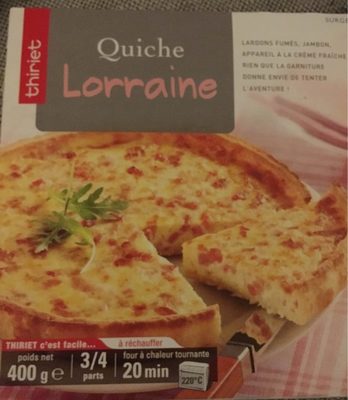 SURGE
thiriet
Quiche
Lorraine
LARDONS FUMÉS, JAMBON,
APPAREIL A LA CRÈME FRAÎCHE
RIEN QUE LA GARNITURE
DONNE ENVIE DE TENTER
L'AVENTURE !
THIRIET c'est facile... à réchauffer
poids net 3/4 four à chaleur tournante
400 g e parts 20 min 220°C